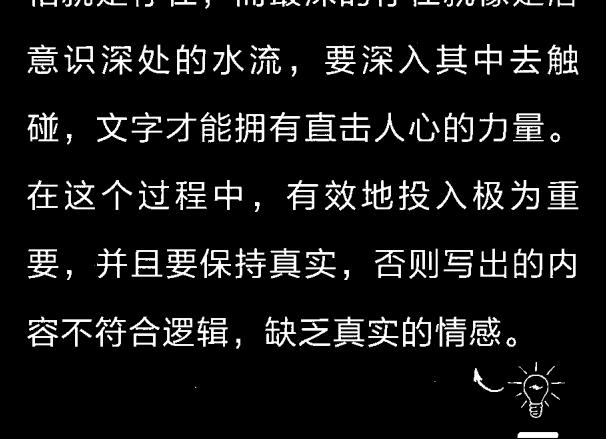 意识深处的水流，要深入其中去触
碰，文字才能拥有直击人心的力量。
在这个过程中，有效地投入极为重
要，并且要保持真实，否则写出的内
容不符合逻辑，缺乏真实的情感。